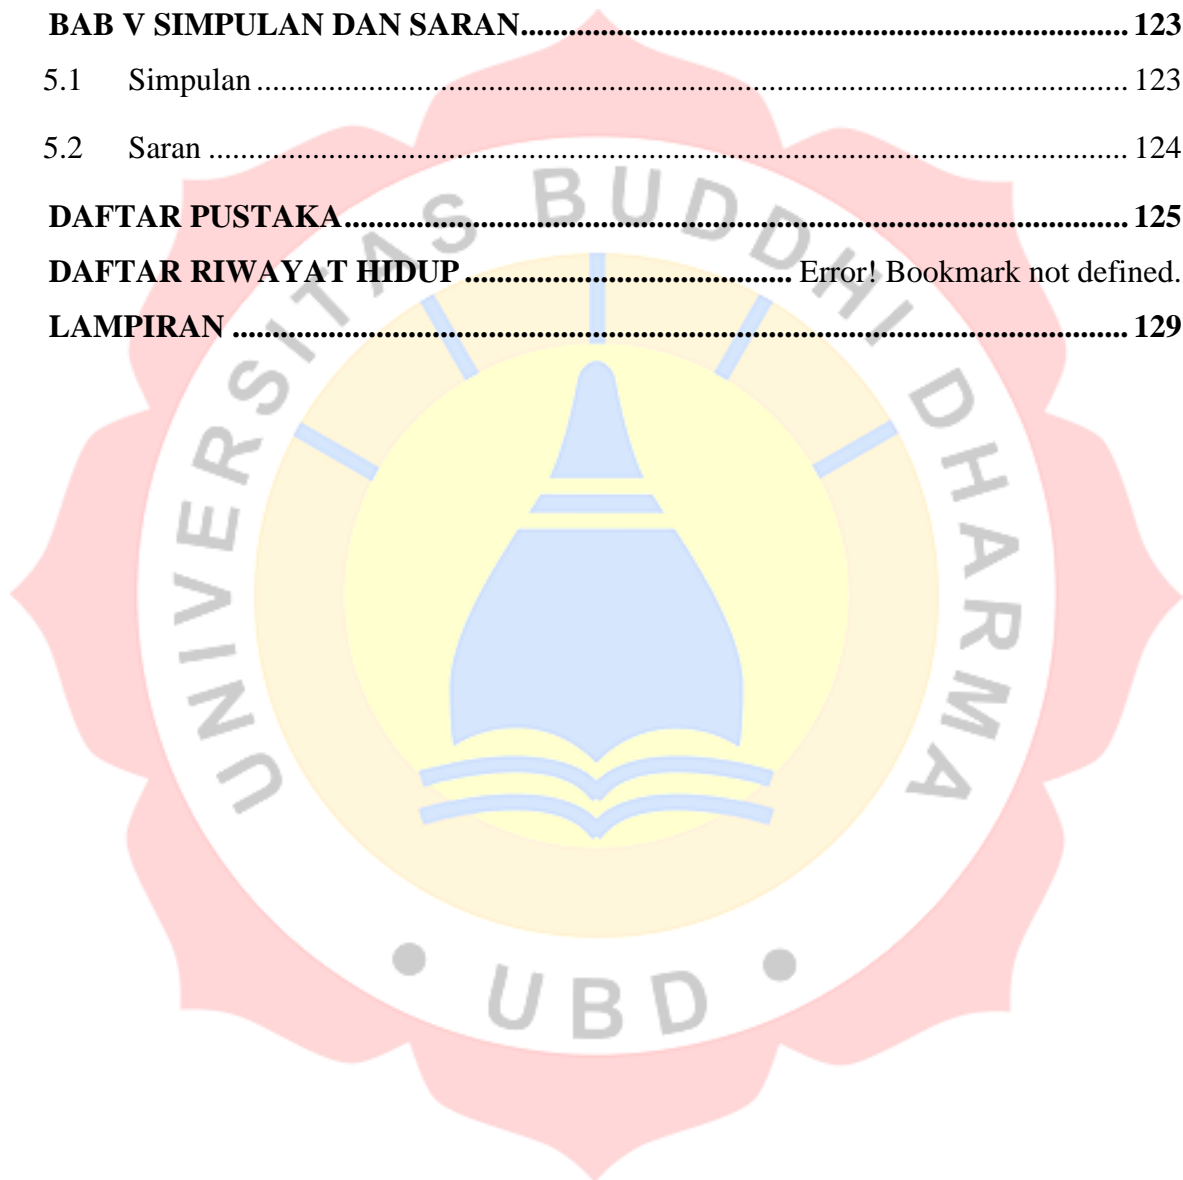 BAB V SIMPULAN DAN SARAN.......................................................................... 123
5.1 Simpulan ............................................................................................................. 123
5.2 Saran ................................................................................................................... 124
DAFTAR PUSTAKA................................................................................................ 125
DAFTAR RIWAYAT HIDUP ........................................ Error! Bookmark not defined.
LAMPIRAN .............................................................................................................. 129
UNIVERSITAS BUDDHI DHARMA
• UBD •